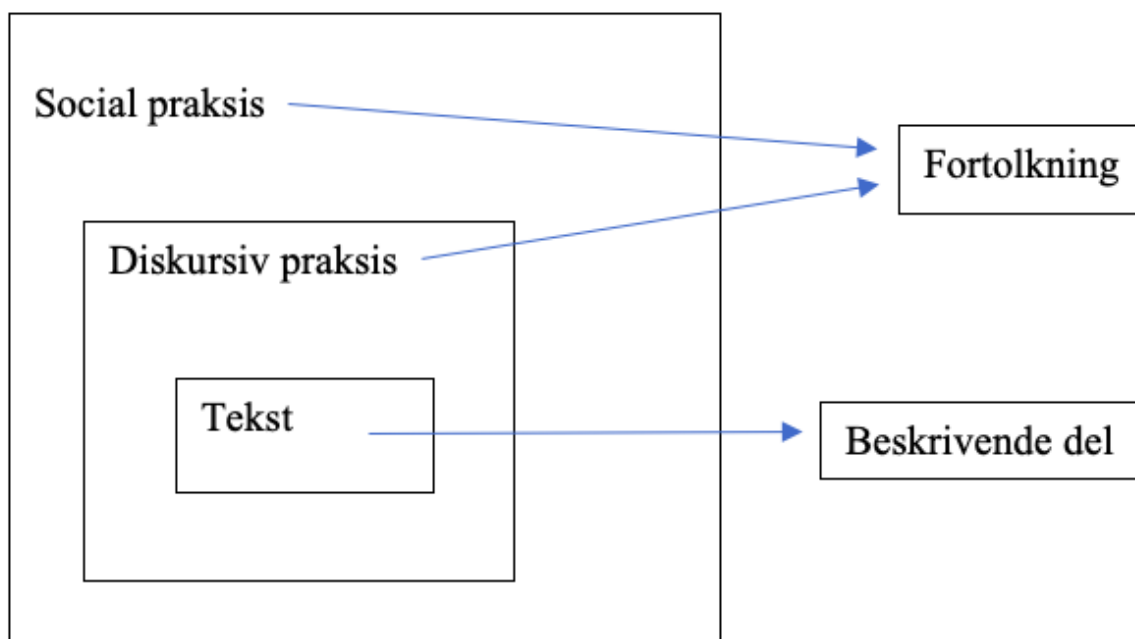 Social praksis
Fortolkning
Diskursiv praksis
Tekst
Beskrivende del